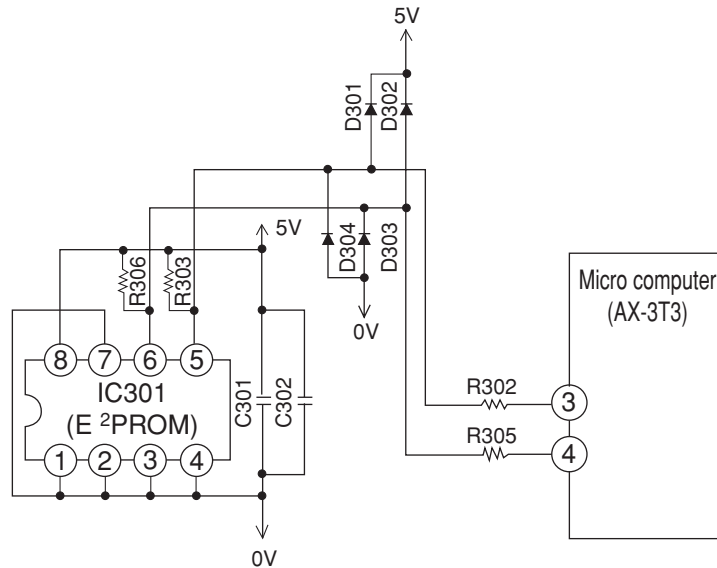 5V
D301
D302
5V
D304
D303
R306
R303
0V
Micro computer
(AX-3T3)
8
7
6
5
IC301
(E ²PROM)
C301
C302
R302
3
R305
4
1
2
3
4
0V